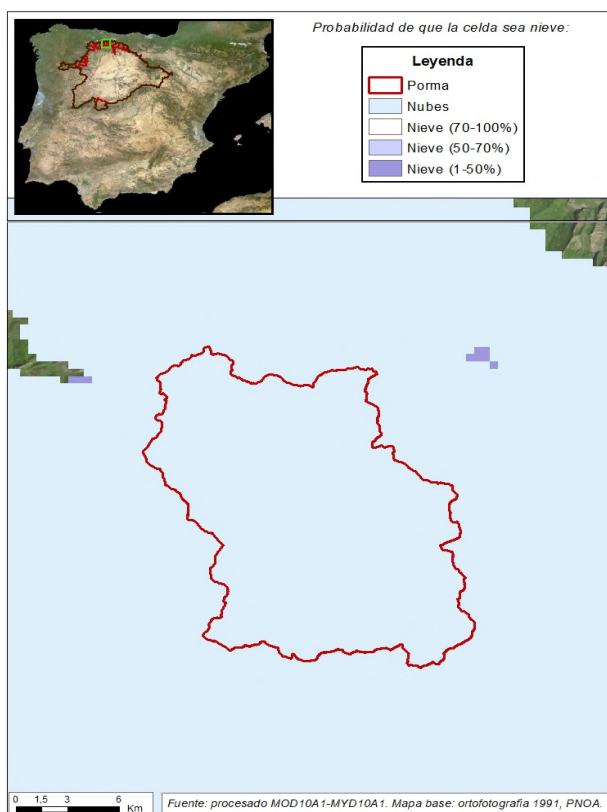 Probabilidad de que la celda sea nieve:
Leyenda
Porma
Nubes
Nieve (70-100%)
Nieve (50-70%)
Nieve (1-50%)
0 1,5 3 6
Km
Fuente: procesado MOD10A1-MYD10A1. Mapa base: ortofotografia 1991, PNOA